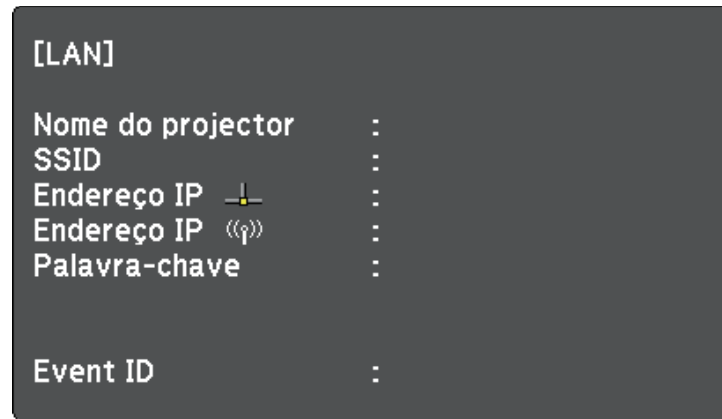 [LAN]
Nome do projector :
SSID :
Endereço IP :
Endereço IP :
Palavra-chave :
Event ID :